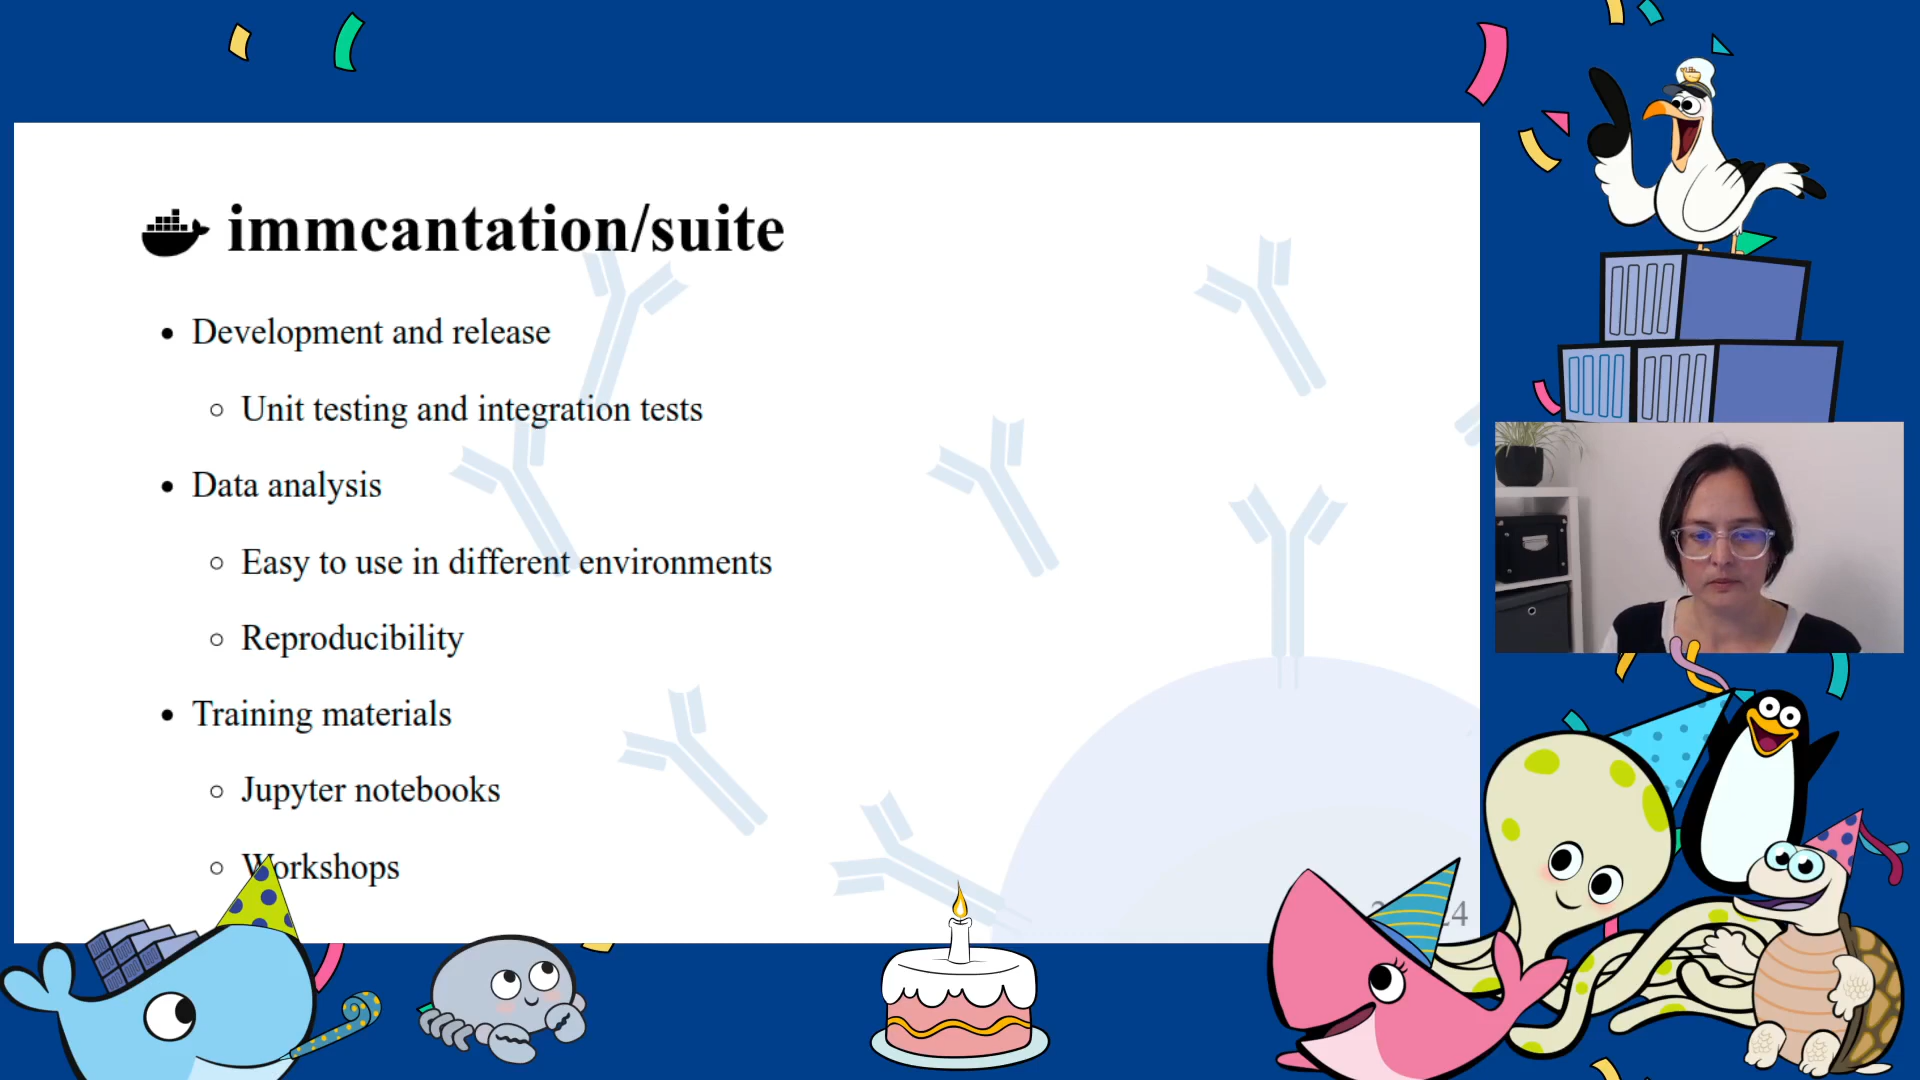 immcantation/suite
Development and release
Unit testing and integration tests
Data analysis
Easy to use in different environments
Reproducibility
Training materials
Jupyter notebooks
Workshops